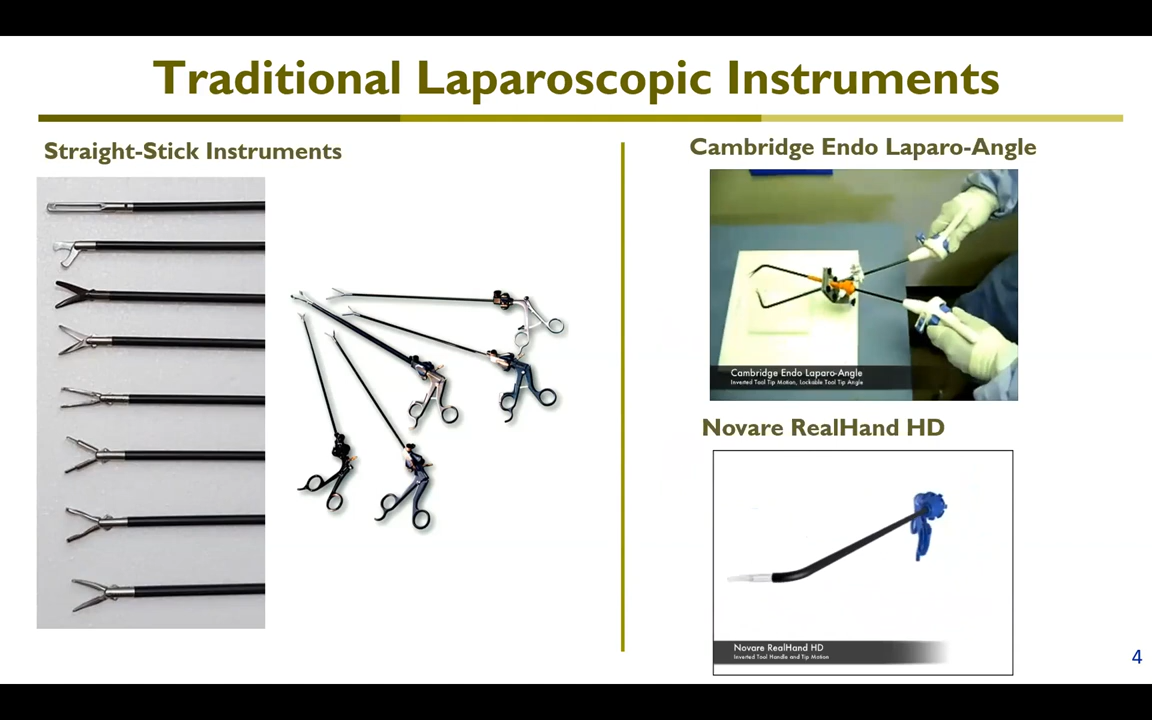 Traditional Laparoscopic Instruments
Straight-Stick Instruments
Cambridge Endo Laparo-Angle
Cambridge Endo Laparo-Angle
Inverted Tool Tip Motion, Lockable Tool Tip Angle
Novare RealHand HD
Novare RealHand HD
Inverted Tool Handle and Tip Motion
4